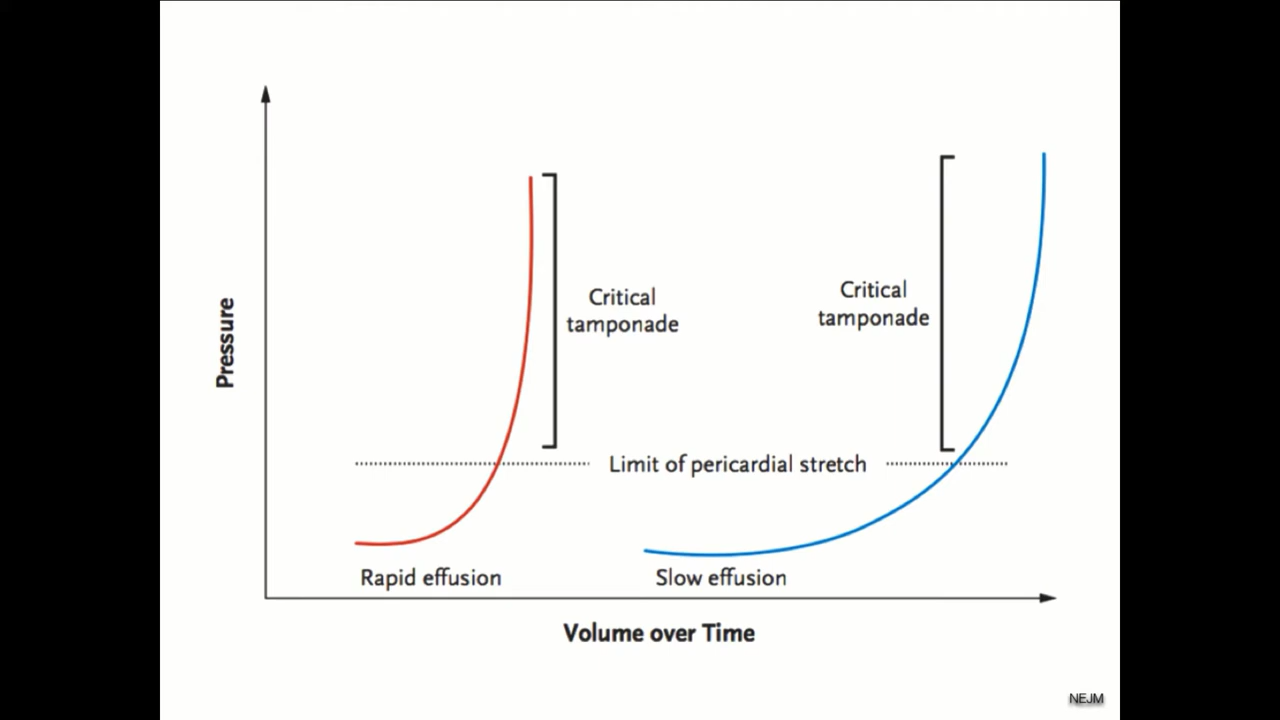 Pressure
Critical
tamponade
Critical
tamponade
Limit of pericardial stretch
Rapid effusion
Slow effusion
Volume over Time
NEJM